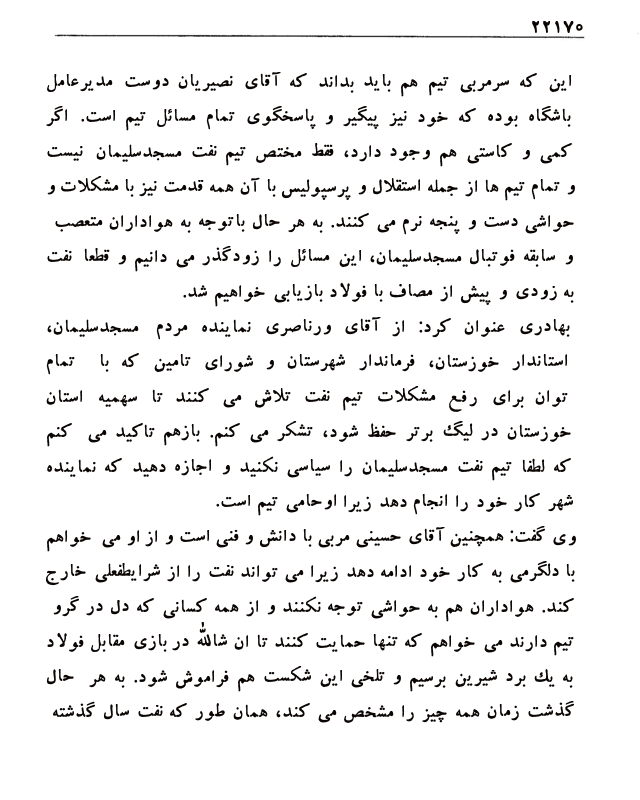 ۲۲۱۷۰
این که سرمربی تیم هم باید بداند که آقای نصیریان دوست مدیرعامل
باشگاه بوده که خود نیز پیگیر و پاسخگوی تمام مسائل تیم است. اگر
کمی و کاستی هم وجود دارد، فقط مختص تیم نفت مسجدسلیمان نیست
و تمام تیم ها از جمله استقلال و پرسپولیس با آن همه قدمت نیز با مشکلات و
حواشی دست و پنجه نرم می کنند. به هر حال باتوجه به هواداران متعصب
و سابقه فوتبال مسجدسلیمان، این مسائل را زودگذر می دانیم و قطعا نفت
به زودی و پیش از مصاف با فولاد بازیابی خواهیم شد.
بهادری عنوان کرد: از آقای ورناصری نماینده مردم مسجدسلیمان،
استاندار خوزستان، فرماندار شهرستان و شورای تامین که با تمام
توان برای رفع مشکلات تیم نفت تلاش می کنند تا سهمیه استان
خوزستان در لیگ برتر حفظ شود، تشکر می کنم. بازهم تاکید می کنم
که لطفا تیم نفت مسجدسلیمان را سیاسی نکنید و اجازه دهید که نماینده
شهر کار خود را انجام دهد زیرا اوحامی تیم است.
وی گفت: همچنین آقای حسینی مربی با دانش و فنی است و از او می خواهم
با دلگرمی به کار خود ادامه دهد زیرا می تواند نفت را از شرایطفعلی خارج
کند. هواداران هم به حواشی توجه نکنند و از همه کسانی که دل در گرو
تیم دارند می خواهم که تنها حمایت کنند تا ان شالله در بازی مقابل فولاد
به یك برد شیرین برسیم و تلخی این شکست هم فراموش شود. به هر حال
گذشت زمان همه چیز را مشخص می کند، همان طور که نفت سال گذشته